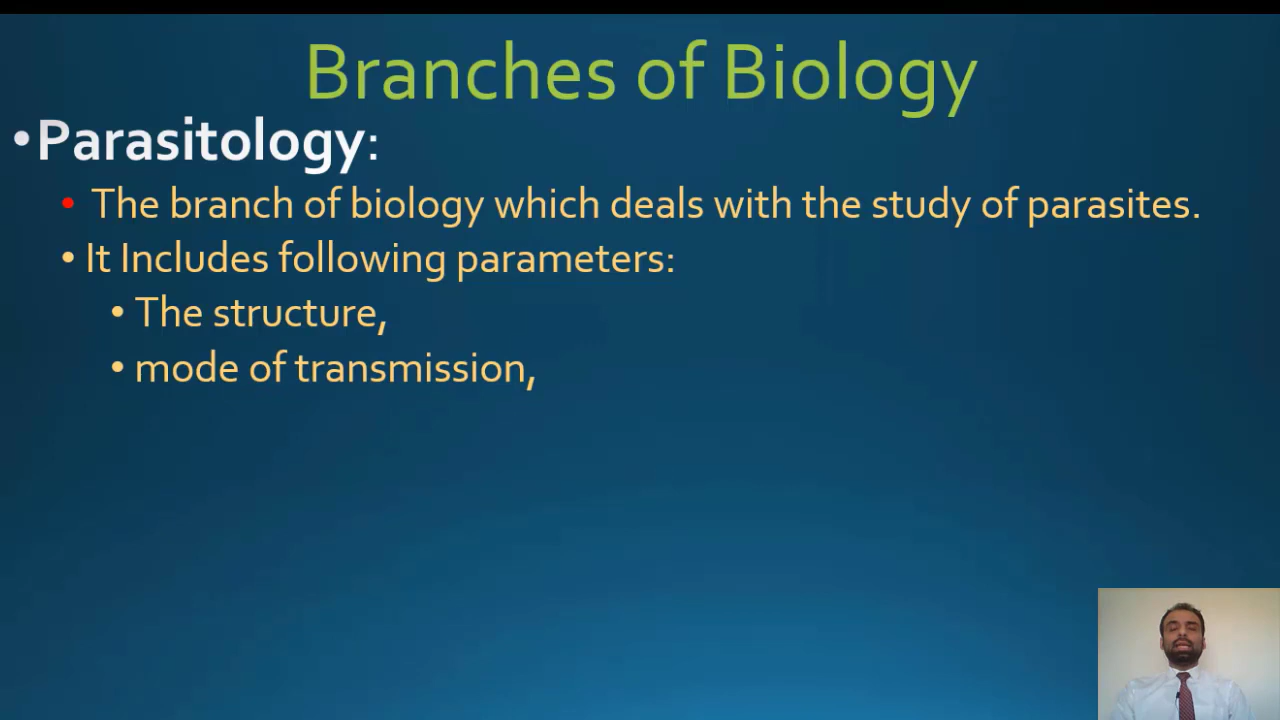 Branches of Biology
•Parasitology:
• The branch of biology which deals with the study of parasites.
• It Includes following parameters:
• The structure,
• mode of transmission,